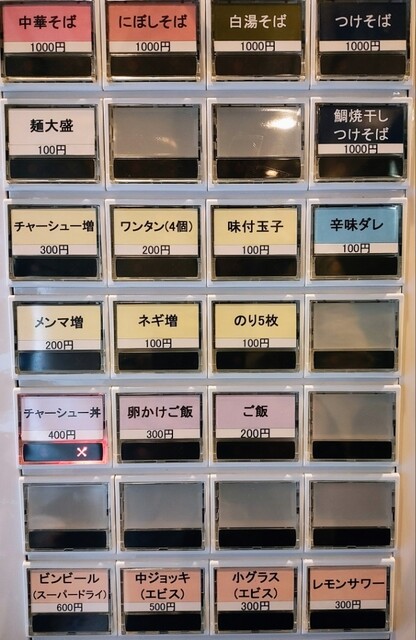 中華そば
1000円
にぼしそば
1000円
白湯そば
1000円
つけそば
1000円
麺大盛
100円
鯛焼干し
つけそば
1000円
チャーシュー増
300円
ワンタン(4個)
200円
味付玉子
100円
辛味ダレ
100円
メンマ増
200円
ネギ増
100円
のり5枚
100円
チャーシュー丼
400円
×
卵かけご飯
300円
ご飯
200円
ビンビール
(スーパードライ)
600円
中ジョッキ
(エビス)
500円
小グラス
(エビス)
300円
レモンサワー
300円